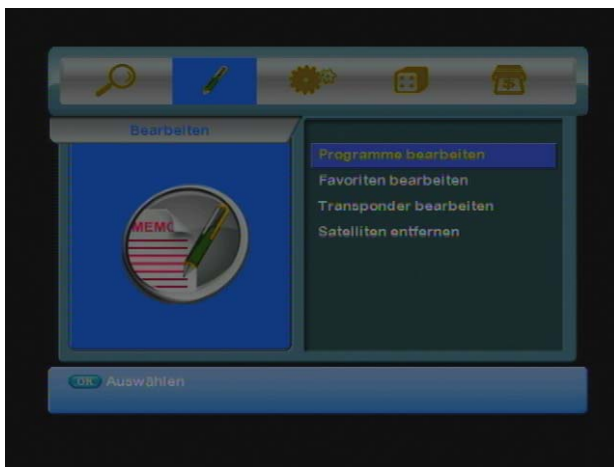 Bearbeiten
MEMO
Programme bearbeiten
Favoriten bearbeiten
Transponder bearbeiten
Satelliten entfernen
OK Auswählen